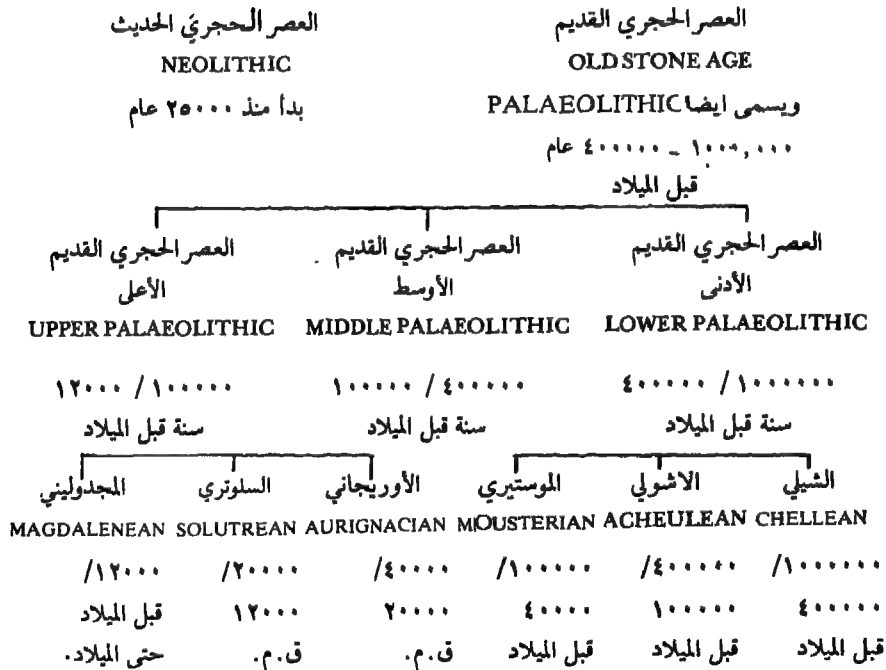 العصر الحجري القديم
OLD STONE AGE
ويسمى ايضا PALAEOLITHIC
١٠٠٠,٠٠٠ - ٤٠٠٠٠٠ عام
قبل الميلاد
العصر الحجري الحديث
NEOLITHIC
بدأ منذ ٢٥٠٠٠ عام
العصر الحجري القديم
الأدنى
LOWER PALAEOLITHIC
١٠٠٠٠٠٠ / ٤٠٠٠٠٠
سنة قبل الميلاد
العصر الحجري القديم
الأوسط
MIDDLE PALAEOLITHIC
٤٠٠٠٠٠ / ١٠٠٠٠٠
سنة قبل الميلاد
العصر الحجري القديم
الأعلى
UPPER PALAEOLITHIC
١٠٠٠٠٠ / ١٢٠٠٠
سنة قبل الميلاد
الشيلي
CHELLEAN
١٠٠٠٠٠٠/
٤٠٠٠٠٠
قبل الميلاد
الاشولي
ACHEULEAN
٤٠٠٠٠٠/
١٠٠٠٠٠
قبل الميلاد
الموستيري
MOUSTERIAN
١٠٠٠٠٠/
٤٠٠٠٠
قبل الميلاد
الأوريجاني
AURIGNACIAN
٤٠٠٠٠/
٢٠٠٠٠
ق.م.
السلوتري
SOLUTREAN
٢٠٠٠٠/
١٢٠٠٠
ق.م.
المجدوليني
MAGDALENEAN
١٢٠٠٠/
قبل الميلاد
حتى الميلاد.